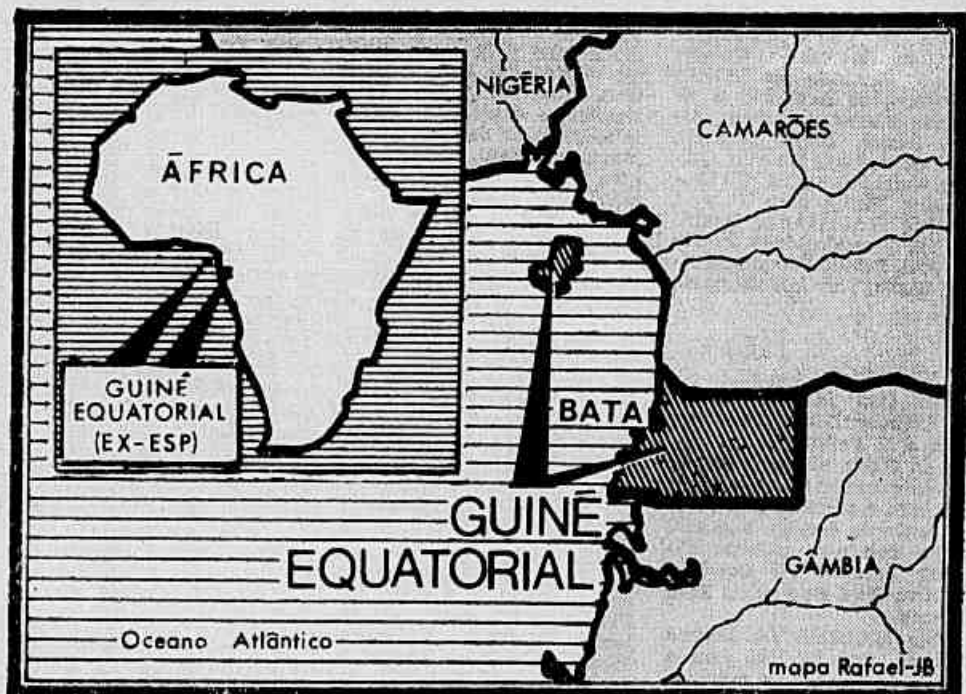 ÁFRICA
GUINÉ
EQUATORIAL
(EX-ESP)
NIGÉRIA
CAMARÕES
BATA
GUINÉ
EQUATORIAL
GÂMBIA
Oceano Atlântico
mapa Rafael-JB